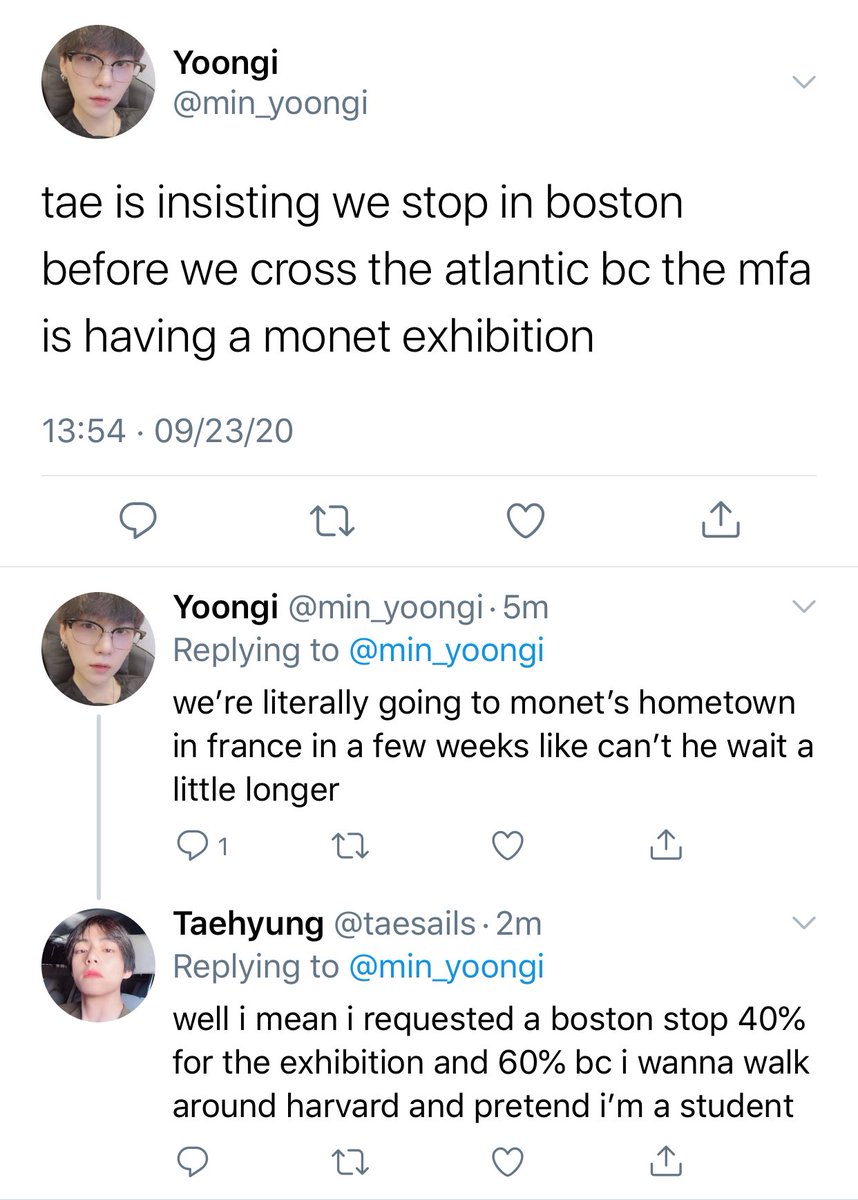 Yoongi
@min_yoongi
tae is insisting we stop in boston
before we cross the atlantic bc the mfa
is having a monet exhibition
13:54 · 09/23/20
Yoongi @min_yoongi · 5m
Replying to @min_yoongi
we’re literally going to monet’s hometown
in france in a few weeks like can’t he wait a
little longer
1
Taehyung @taesails · 2m
Replying to @min_yoongi
well i mean i requested a boston stop 40%
for the exhibition and 60% bc i wanna walk
around harvard and pretend i’m a student